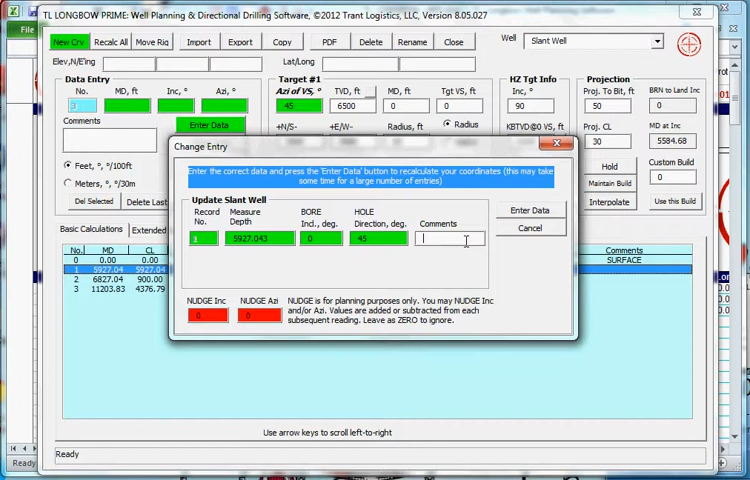 TL LONGBOW PRIME: Well Planning & Directional Drilling Software, ©2012 Trant Logistics, LLC, Version 8.05.027
File
New Crv Recalc All Move Rig Import Export Copy PDF Delete Rename Close Well Slant Well
Elev,N/E'ing Lat/Long
Data Entry Target #1 HZ Tgt Info Projection
No. MD, ft Inc, ° Azi, ° Azi of VS, ° TVD, ft MD, ft Tgt VS, ft Inc, ° Proj. To Bit, ft BRN to Land Inc
3 45 6500 0 0 90 50 0
Comments Enter Data +N/S- +E/W- Radius, ft Radius KBTVD@0 VS, ft Proj. CL MD at Inc
30 5584.68
Feet, °, °/100ft
Meters, °, °/30m
Hold Custom Build
Maintain Build 0
Del Selected Delete Last Interpolate Use this Build
Basic Calculations Extended
Change Entry
Enter the correct data and press the 'Enter Data' button to recalculate your coordinates (this may take
some time for a large number of entries)
Update Slant Well
Record No. Measure Depth BORE Incl., deg. HOLE Direction, deg. Comments
1 5927.043 0 45
Enter Data
Cancel
NUDGE Inc NUDGE Azi
0 0
NUDGE is for planning purposes only. You may NUDGE Inc
and/or Azi. Values are added or subtracted from each
subsequent reading. Leave as ZERO to ignore.
No. MD CL Comments
0 0.00 0.00 SURFACE
1 5927.04 5927.04
2 6827.04 900.00
3 11203.83 4376.79
Use arrow keys to scroll left-to-right
Ready
Ready